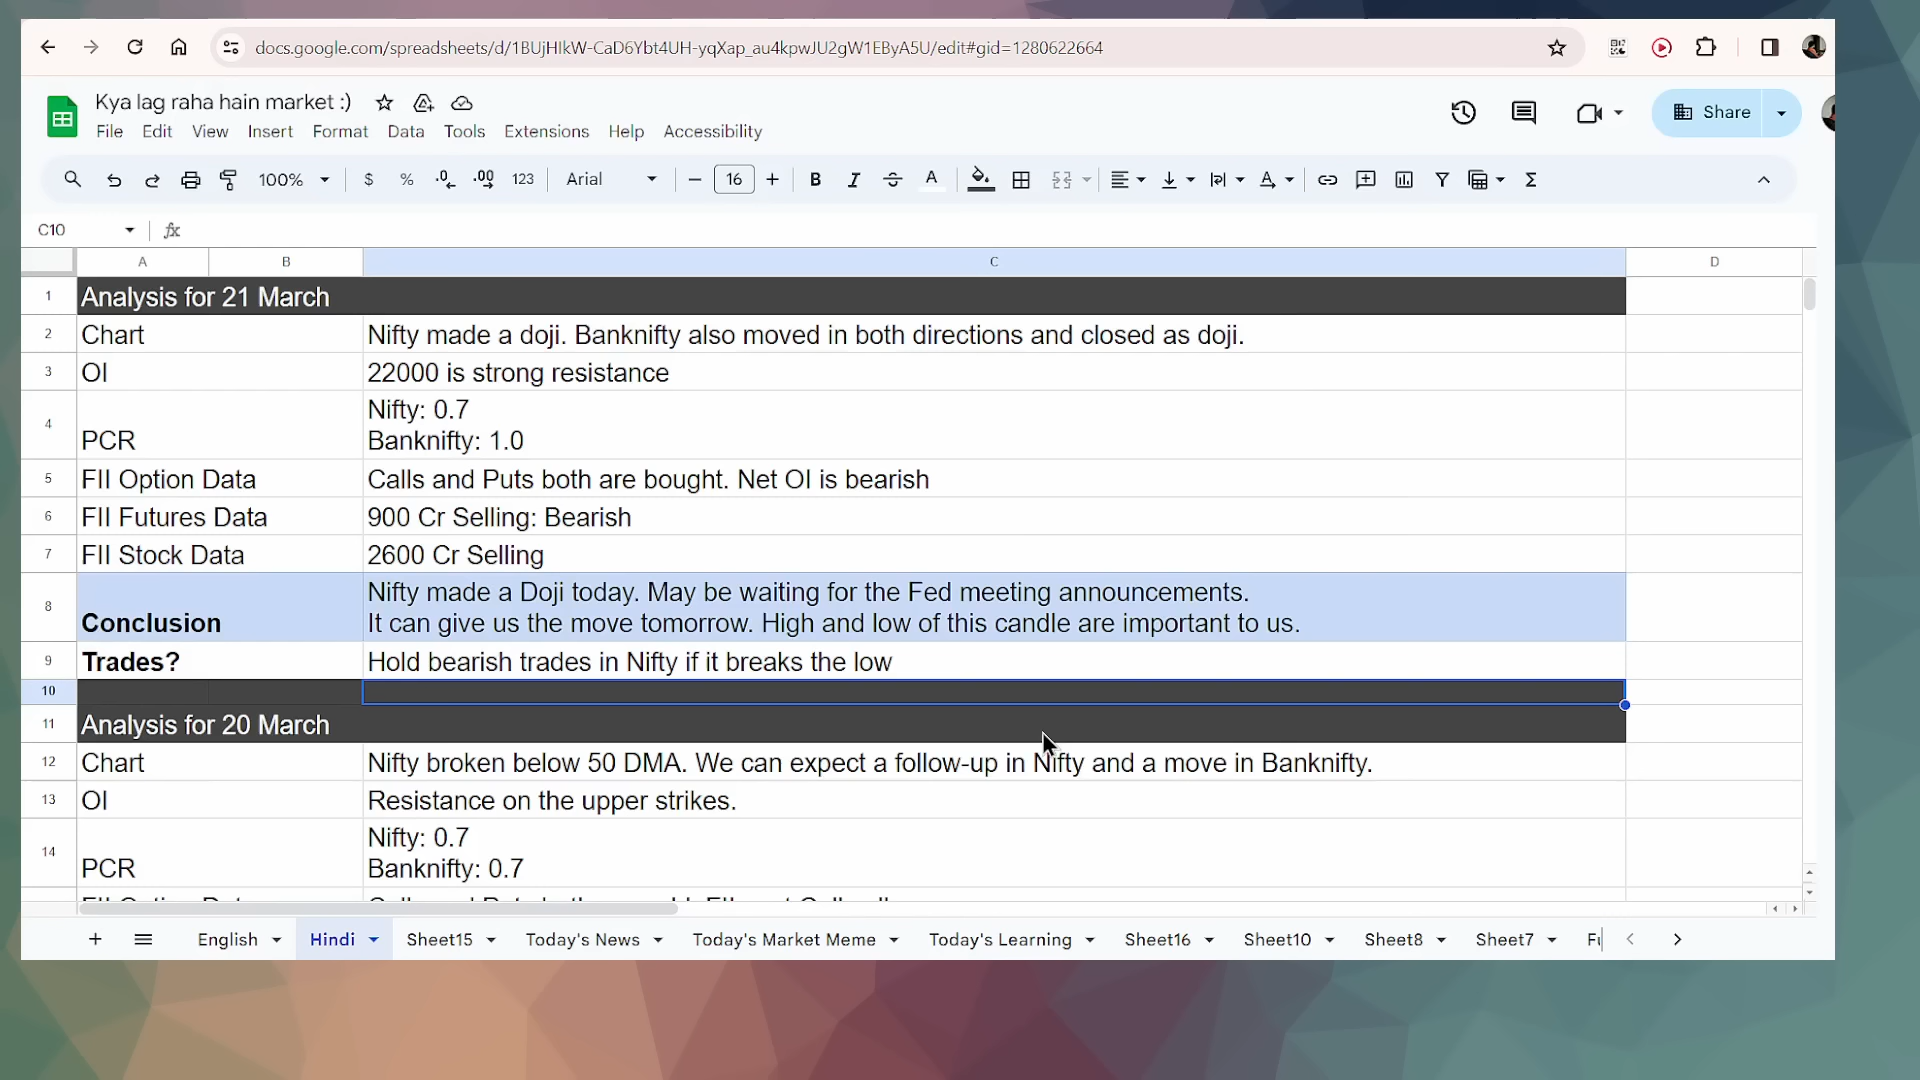 docs.google.com/spreadsheets/d/1BUjHIkW-CaD6Ybt4UH-yqXap_au4kpwJU2gW1EByA5U/edit#gid=1280622664
Kya lag raha hain market :)
File Edit View Insert Format Data Tools Extensions Help Accessibility
Share
100% $ % .0 .00 123 Arial 16 B I A Σ
C10 fx
A B C D
1 Analysis for 21 March
2 Chart Nifty made a doji. Banknifty also moved in both directions and closed as doji.
3 OI 22000 is strong resistance
Nifty: 0.7
4 PCR Banknifty: 1.0
5 FII Option Data Calls and Puts both are bought. Net OI is bearish
6 FII Futures Data 900 Cr Selling: Bearish
7 FII Stock Data 2600 Cr Selling
Nifty made a Doji today. May be waiting for the Fed meeting announcements.
8 Conclusion It can give us the move tomorrow. High and low of this candle are important to us.
9 Trades? Hold bearish trades in Nifty if it breaks the low
10
11 Analysis for 20 March
12 Chart Nifty broken below 50 DMA. We can expect a follow-up in Nifty and a move in Banknifty.
13 OI Resistance on the upper strikes.
Nifty: 0.7
14 PCR Banknifty: 0.7
English Hindi Sheet15 Today's News Today's Market Meme Today's Learning Sheet16 Sheet10 Sheet8 Sheet7